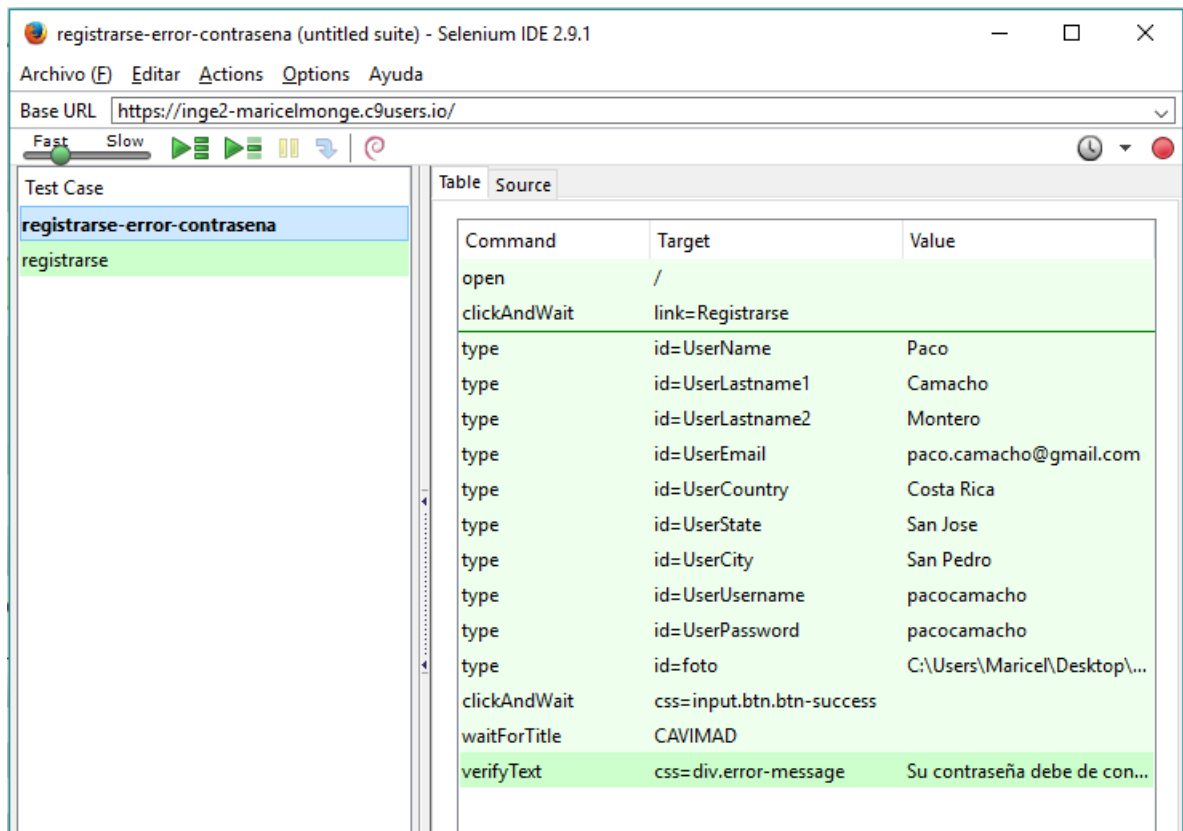 registrarse-error-contrasena (untitled suite) - Selenium IDE 2.9.1
Archivo (F) Editar Actions Options Ayuda
Base URL https://inge2-maricelmonge.c9users.io/
Fast Slow
Test Case
registrarse-error-contrasena
registrarse
Table Source
Command Target Value
open /
clickAndWait link=Registrarse
type id=UserName Paco
type id=UserLastname1 Camacho
type id=UserLastname2 Montero
type id=UserEmail paco.camacho@gmail.com
type id=UserCountry Costa Rica
type id=UserState San Jose
type id=UserCity San Pedro
type id=UserUsername pacocamacho
type id=UserPassword pacocamacho
type id=foto C:\Users\Maricel\Desktop\...
clickAndWait css=input.btn.btn-success
waitForTitle CAVIMAD
verifyText css=div.error-message Su contraseña debe de con...